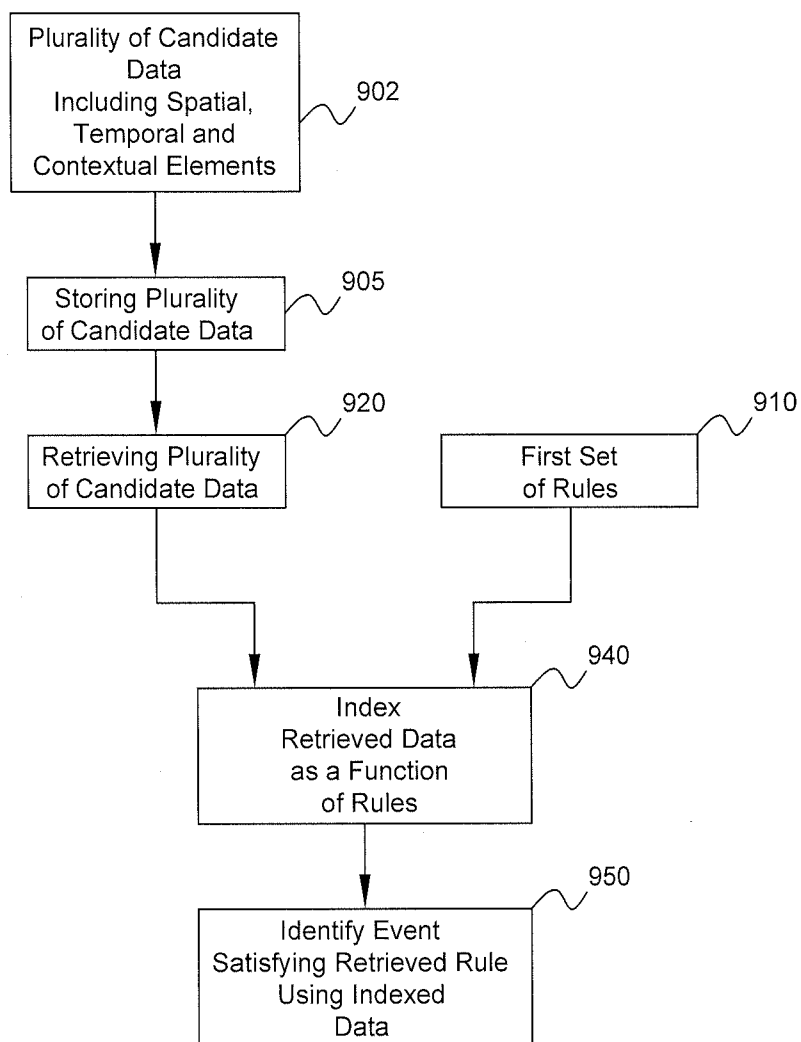 Plurality of Candidate
Data
Including Spatial,
Temporal and
Contextual Elements
902
Storing Plurality
of Candidate Data
905
Retrieving Plurality
of Candidate Data
920
First Set
of Rules
910
Index
Retrieved Data
as a Function
of Rules
940
Identify Event
Satisfying Retrieved Rule
Using Indexed
Data
950